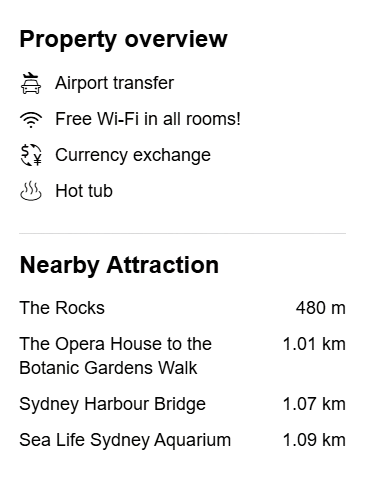 Property overview
Airport transfer
Free Wi-Fi in all rooms!
Currency exchange
Hot tub
Nearby Attraction
The Rocks 480 m
The Opera House to the 1.01 km
Botanic Gardens Walk
Sydney Harbour Bridge 1.07 km
Sea Life Sydney Aquarium 1.09 km